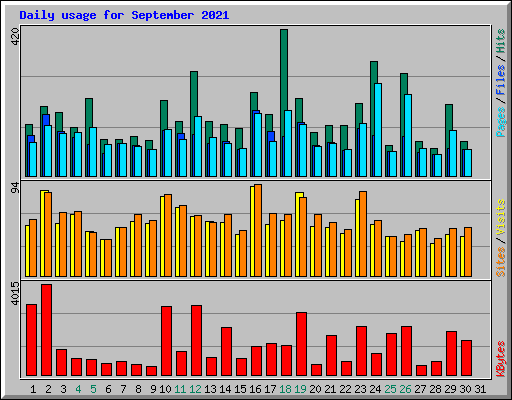 Daily usage for September 2021
420
Pages / Files / Hits
94
Sites / Visits
4015
KBytes
1 2 3 4 5 6 7 8 9 10 11 12 13 14 15 16 17 18 19 20 21 22 23 24 25 26 27 28 29 30 31